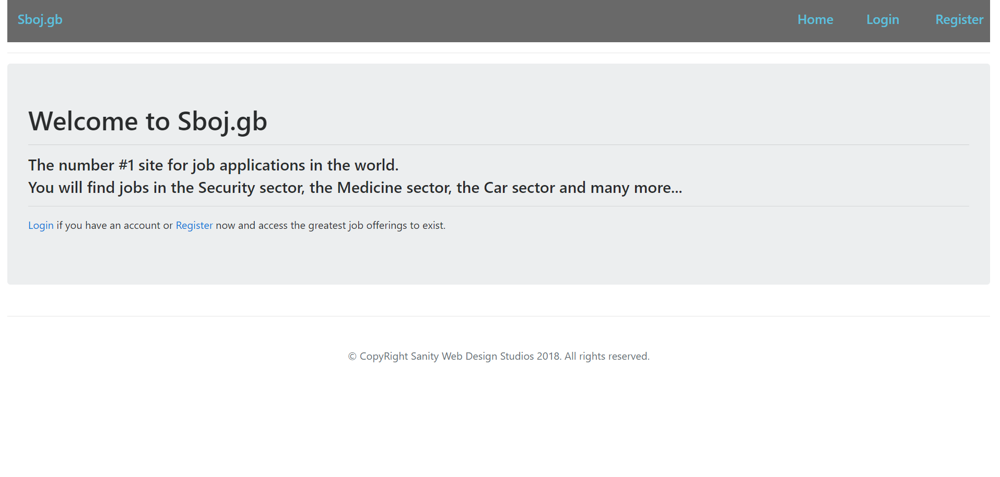 Sboj.gb Home Login Register
Welcome to Sboj.gb
The number #1 site for job applications in the world.
You will find jobs in the Security sector, the Medicine sector, the Car sector and many more...
Login if you have an account or Register now and access the greatest job offerings to exist.
© CopyRight Sanity Web Design Studios 2018. All rights reserved.